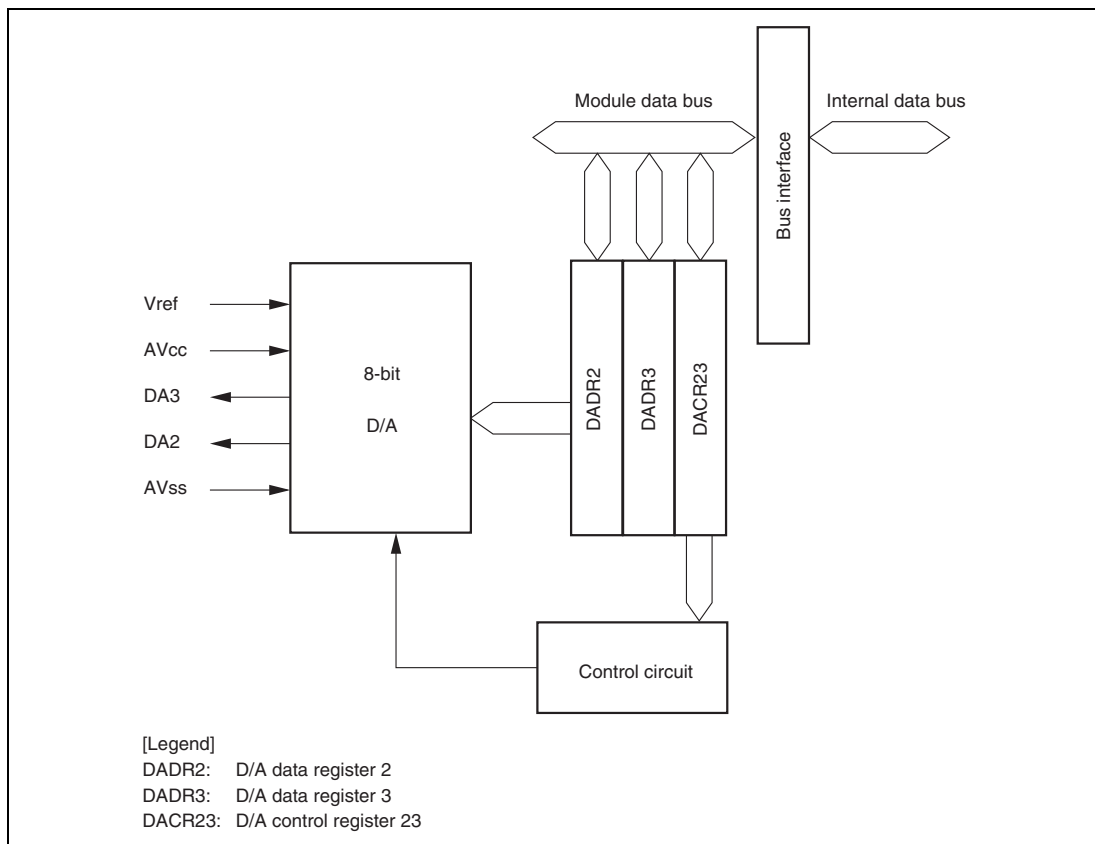 Module data bus
Internal data bus
Bus interface
Vref
AVcc
DA3
DA2
AVss
8-bit
D/A
DADR2
DADR3
DACR23
Control circuit
[Legend]
DADR2: D/A data register 2
DADR3: D/A data register 3
DACR23: D/A control register 23